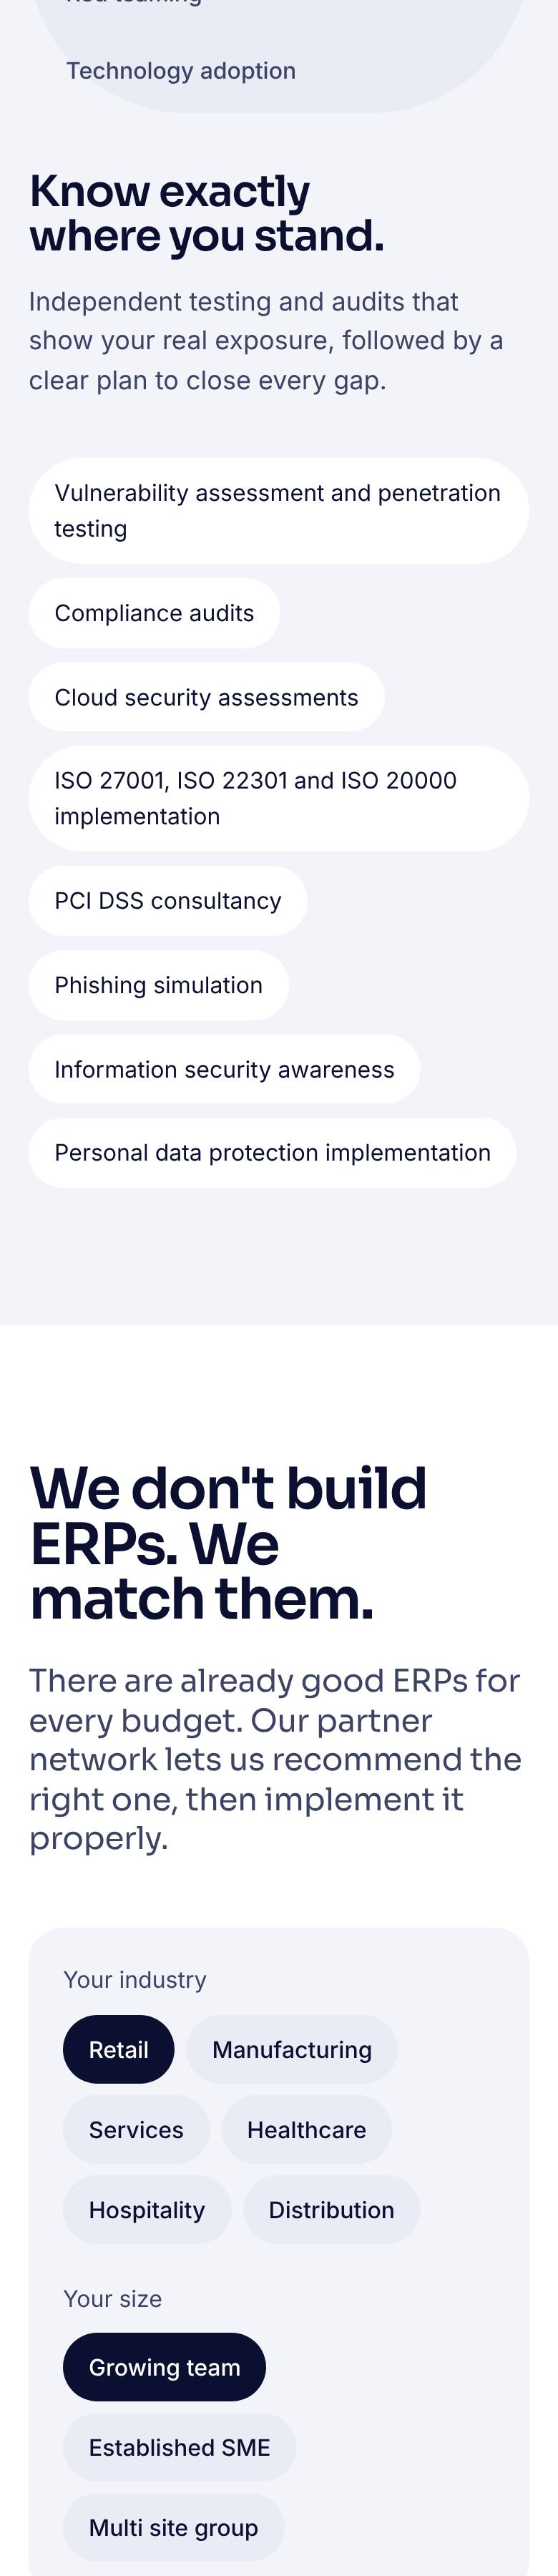 Red teaming
Technology adoption
Know exactly
where you stand.
Independent testing and audits that
show your real exposure, followed by a
clear plan to close every gap.
Vulnerability assessment and penetration
testing
Compliance audits
Cloud security assessments
ISO 27001, ISO 22301 and ISO 20000
implementation
PCI DSS consultancy
Phishing simulation
Information security awareness
Personal data protection implementation
We don't build
ERPs. We
match them.
There are already good ERPs for
every budget. Our partner
network lets us recommend the
right one, then implement it
properly.
Your industry
Retail Manufacturing
Services Healthcare
Hospitality Distribution
Your size
Growing team
Established SME
Multi site group